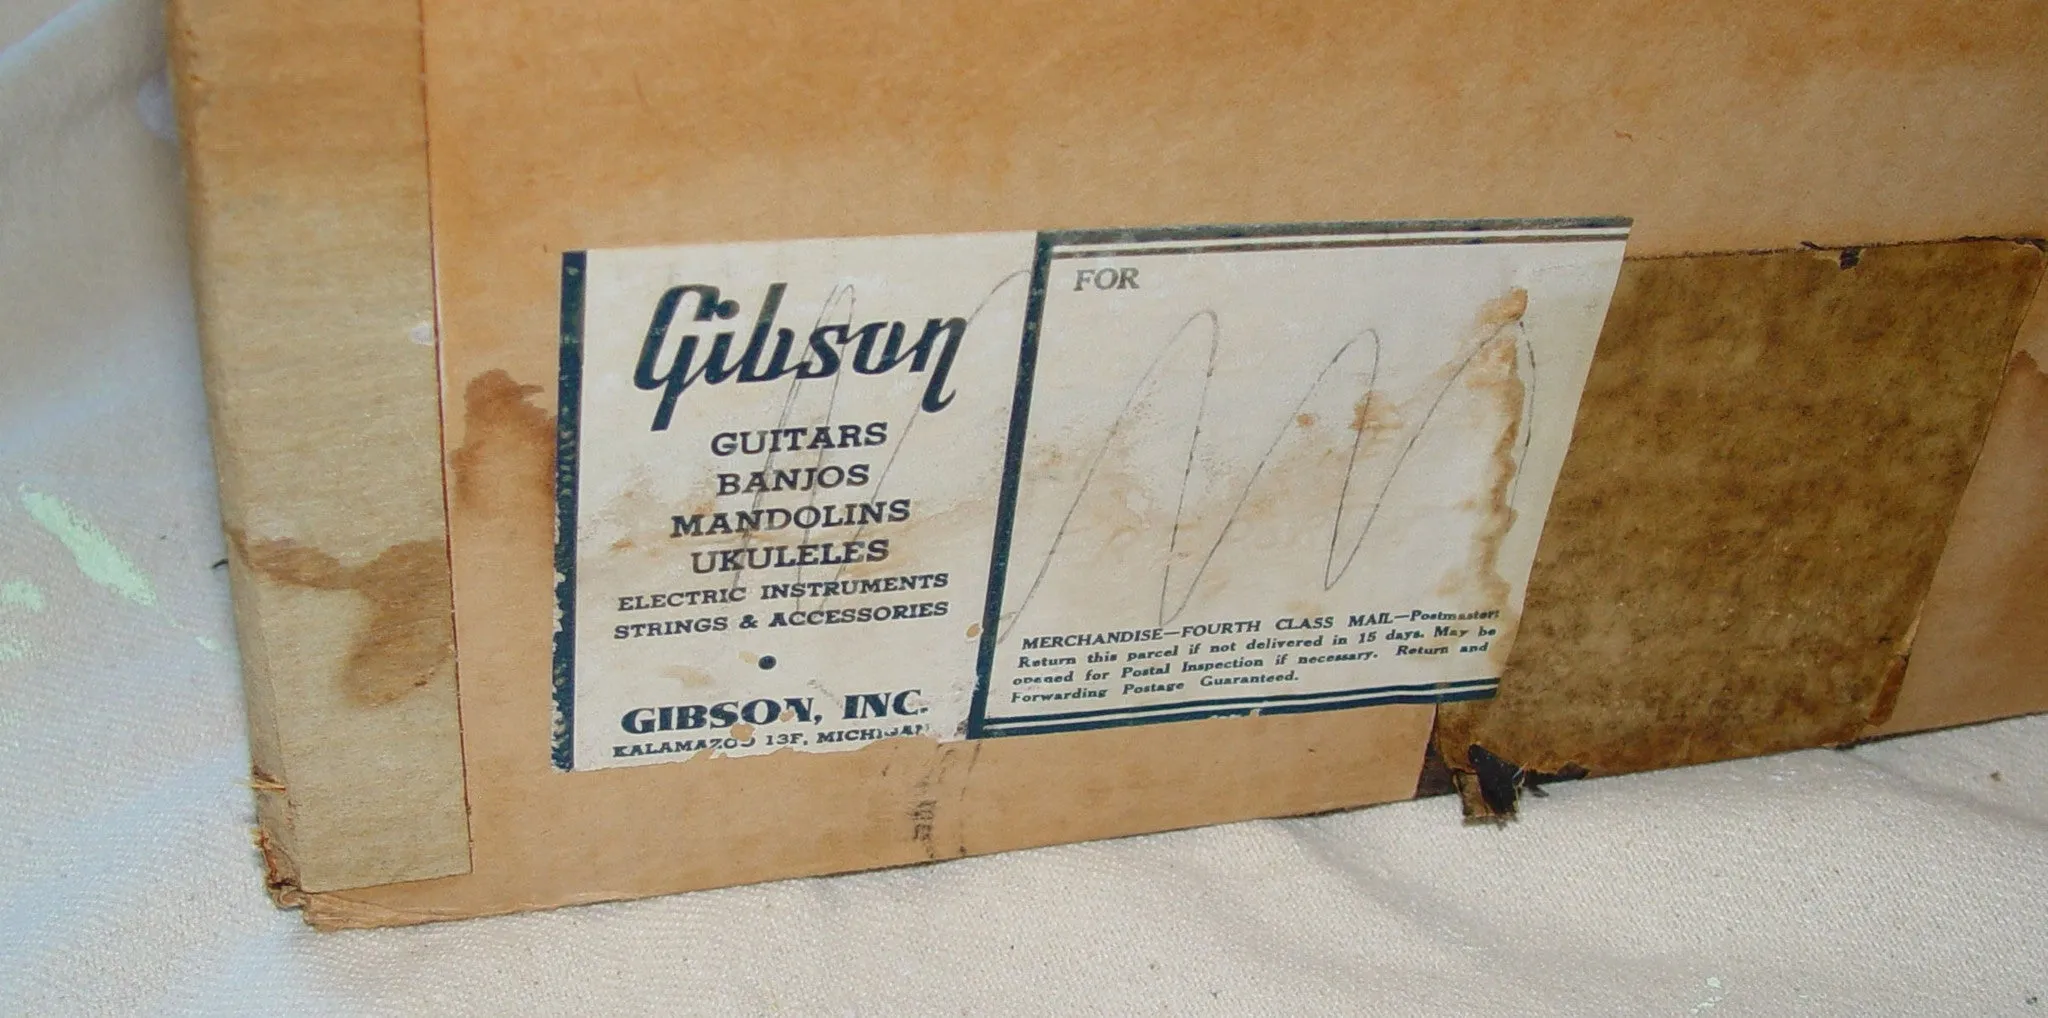 Gibson
GUITARS
BANJOS
MANDOLINS
UKULELES
ELECTRIC INSTRUMENTS
STRINGS & ACCESSORIES
GIBSON, INC.
KALAMAZOO 13F, MICHIGAN
FOR
MERCHANDISE—FOURTH CLASS MAIL—Postmaster:
Return this parcel if not delivered in 15 days. May be
opened for Postal Inspection if necessary. Return and
Forwarding Postage Guaranteed.